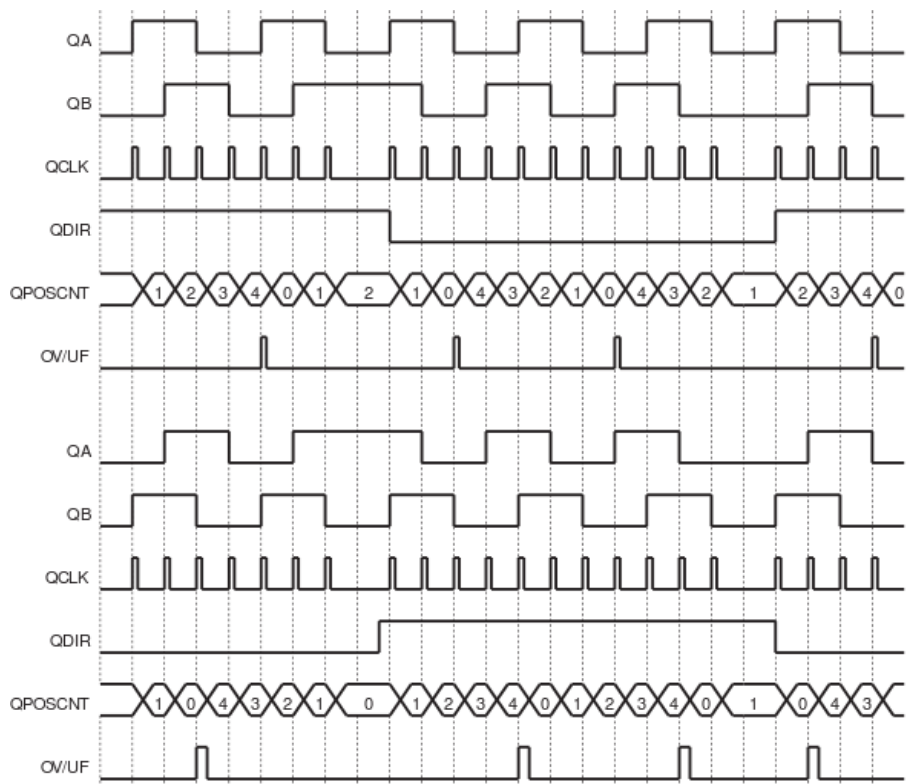 QA
QB
QCLK
QDIR
QPOSCNT 1 2 3 4 0 1 2 1 0 4 3 2 1 0 4 3 2 1 2 3 4 0
OV/UF
QA
QB
QCLK
QDIR
QPOSCNT 1 0 4 3 2 1 0 1 2 3 4 0 1 2 3 4 0 1 0 4 3
OV/UF